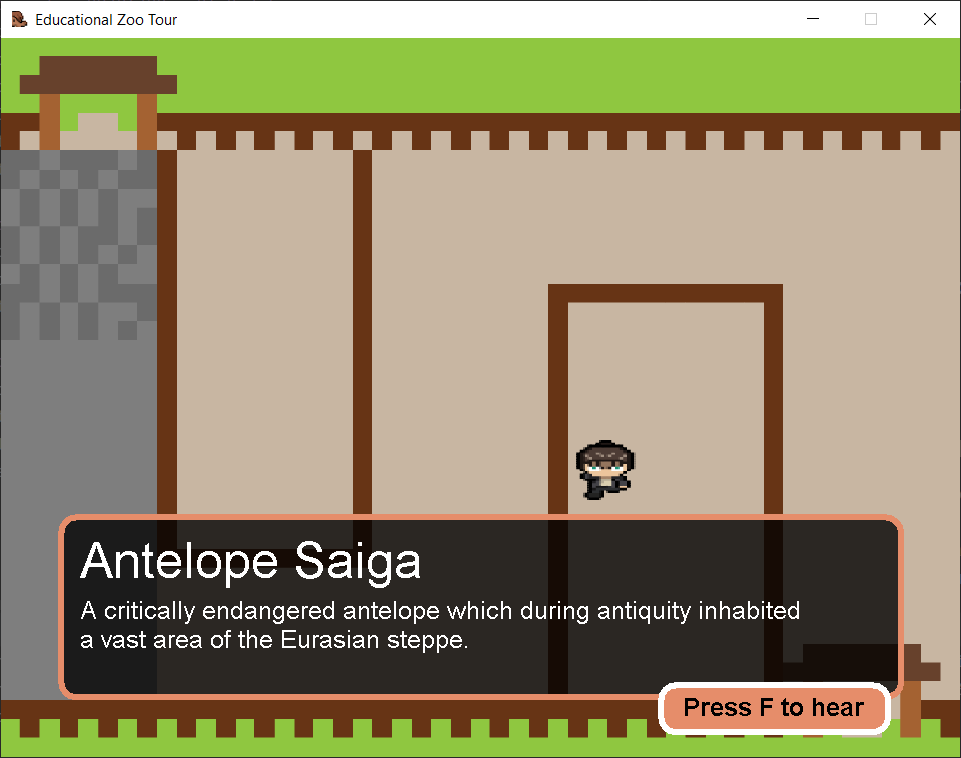 Educational Zoo Tour
Antelope Saiga
A critically endangered antelope which during antiquity inhabited
a vast area of the Eurasian steppe.
Press F to hear